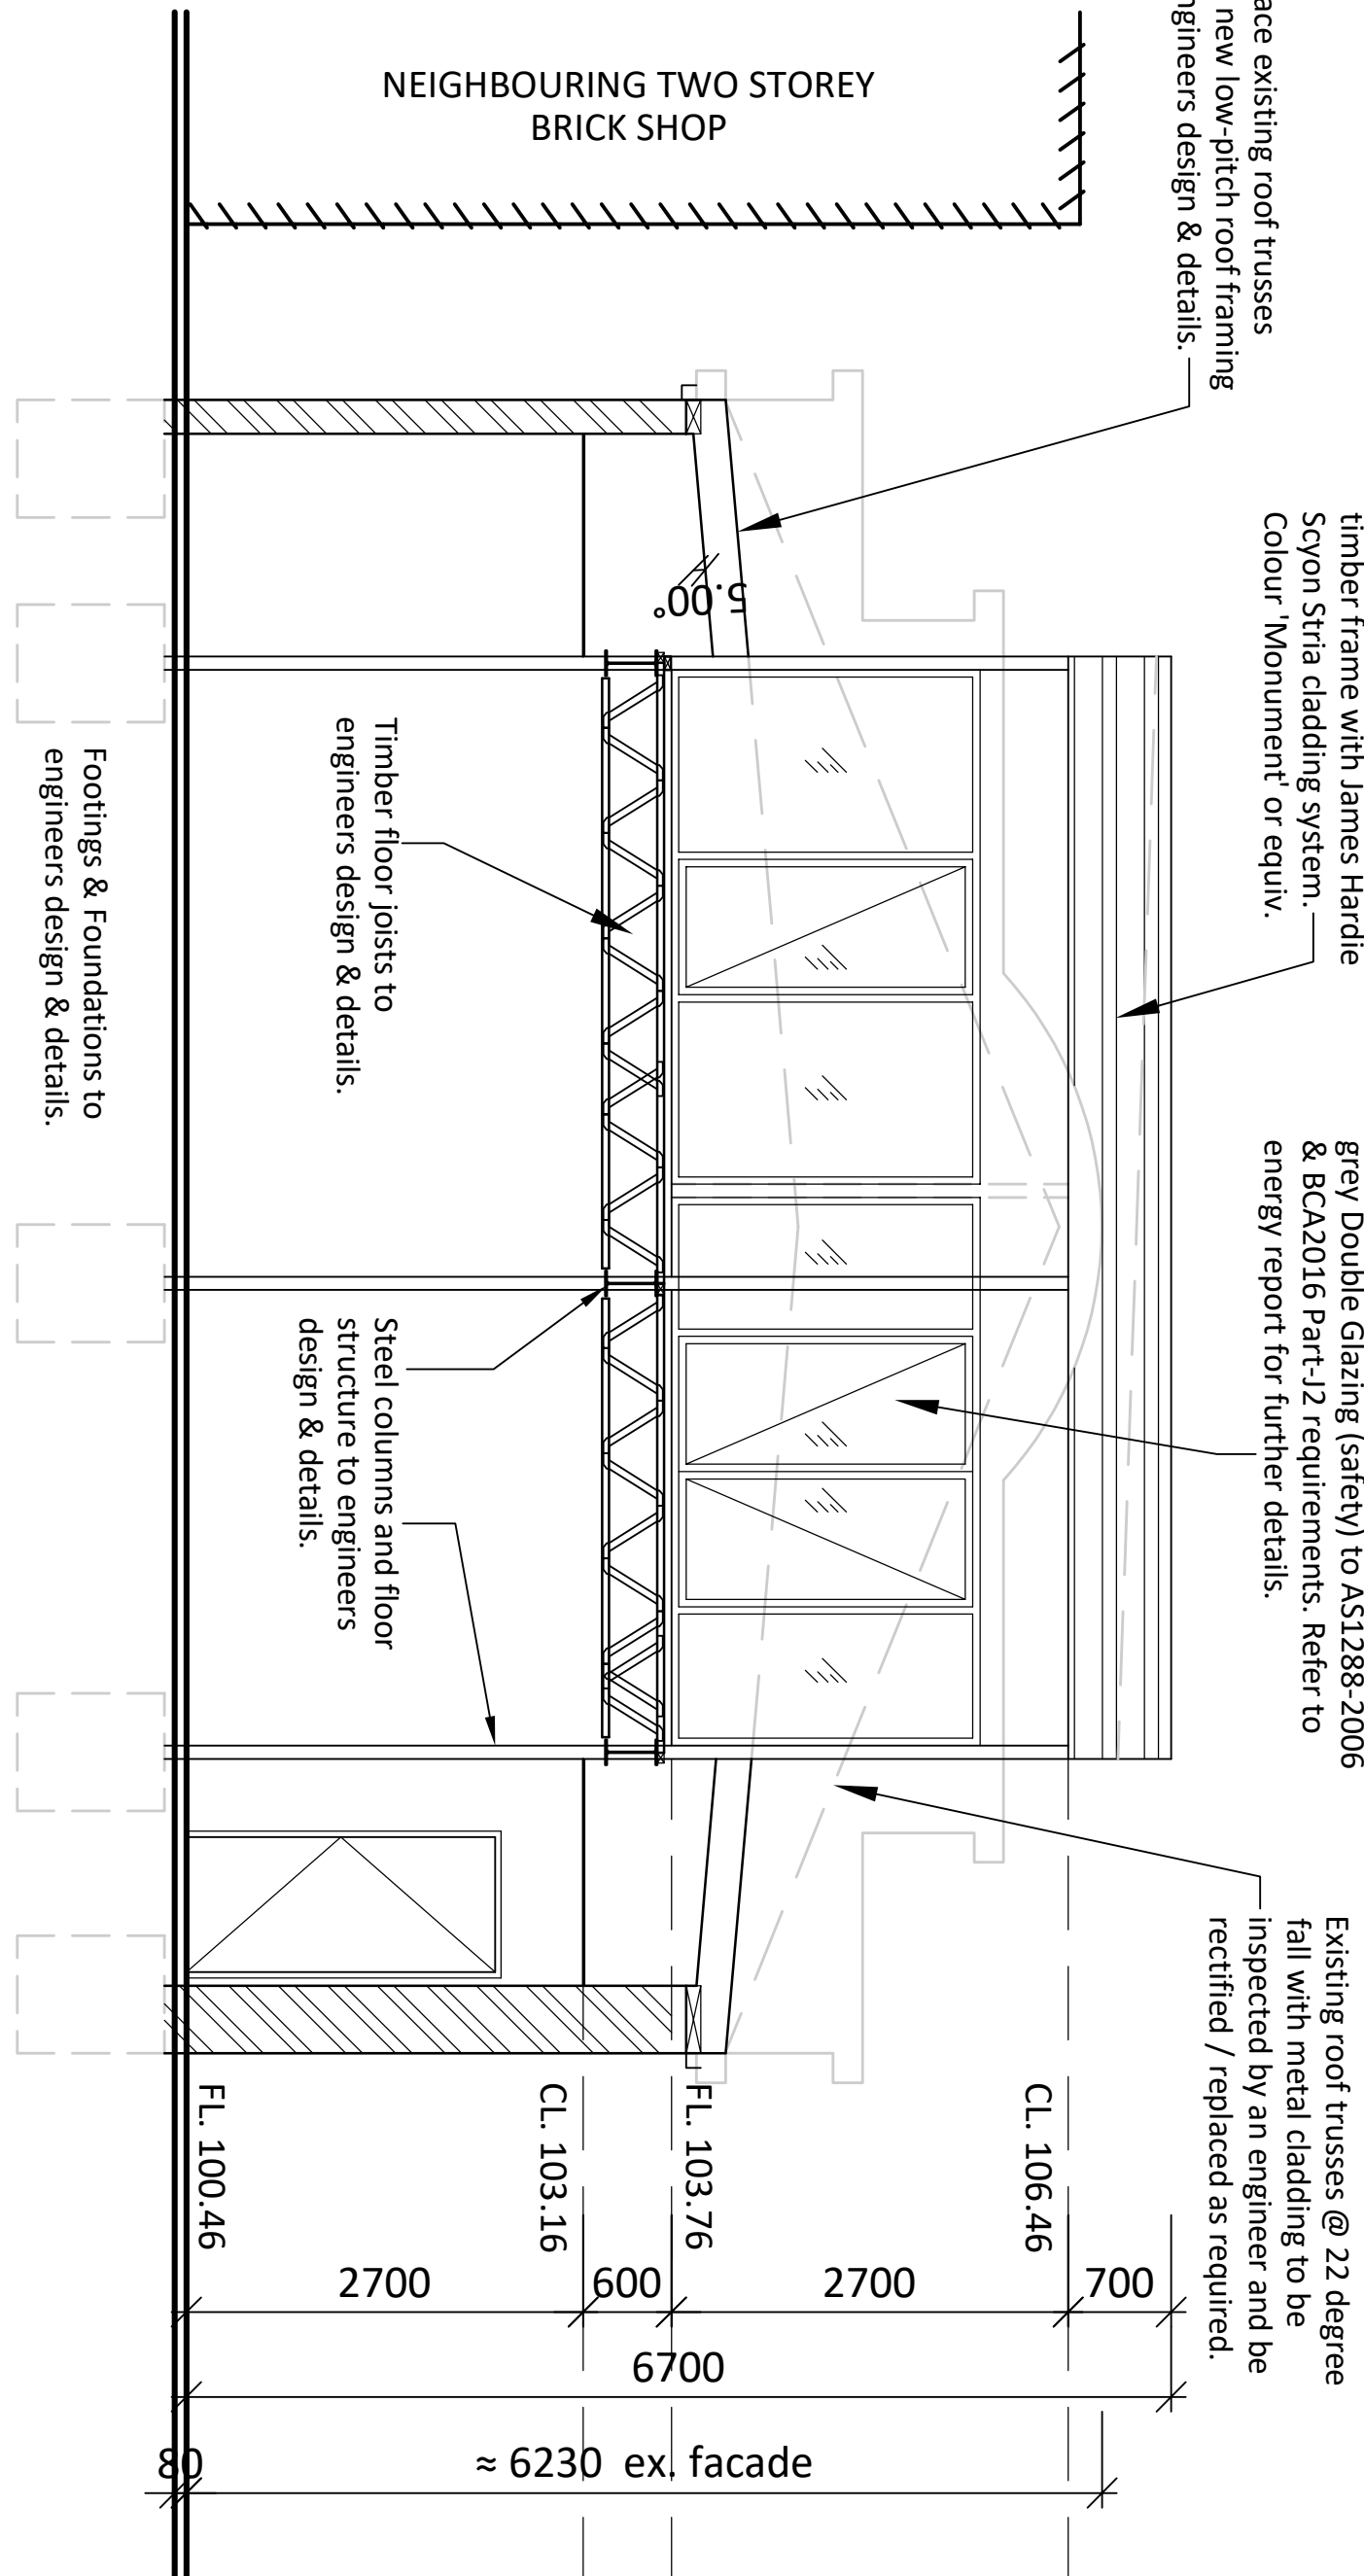 NEIGHBOURING TWO STOREY
BRICK SHOP
existing roof trusses
new low-pitch roof framing
design & details.
timber frame with James Hardie
Scyon Stria cladding system.
Colour 'Monument' or equiv.
grey Double Glazing (safety) to AS1288-2006
& BCA2016 Part-J2 requirements. Refer to
energy report for further details.
Existing roof trusses @ 22 degree
fall with metal cladding to be
inspected by an engineer and be
rectified / replaced as required.
5.00°
Timber floor joists to
engineers design & details.
Steel columns and floor
structure to engineers
design & details.
Footings & Foundations to
engineers design & details.
CL. 106.46
FL. 103.76
CL. 103.16
FL. 100.46
700
2700
600
2700
6700
≈ 6230 ex. facade
80